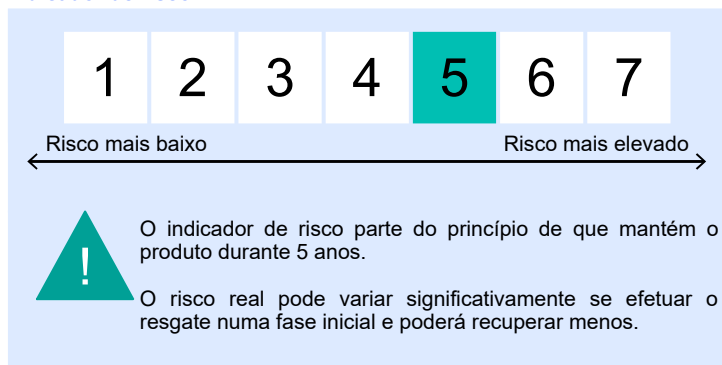 1 2 3 4 5 6 7
Risco mais baixo Risco mais elevado
!
O indicador de risco parte do princípio de que mantém o
produto durante 5 anos.
O risco real pode variar significativamente se efetuar o
resgate numa fase inicial e poderá recuperar menos.